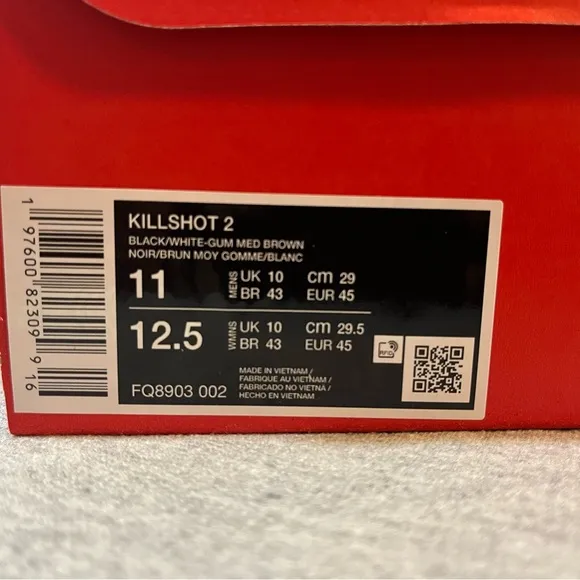 KILLSHOT 2
BLACK/WHITE-GUM MED BROWN
NOIR/BRUN MOY GOMME/BLANC
11 MENS UK 10 CM 29
BR 43 EUR 45
12.5 WMNS UK 10 CM 29.5
BR 43 EUR 45
FQ8903 002
MADE IN VIETNAM /
FABRIQUE AU VIETNAM /
FABRICADO NO VIETNA /
HECHO EN VIETNAM
RFID
1 97600 82309 9 16